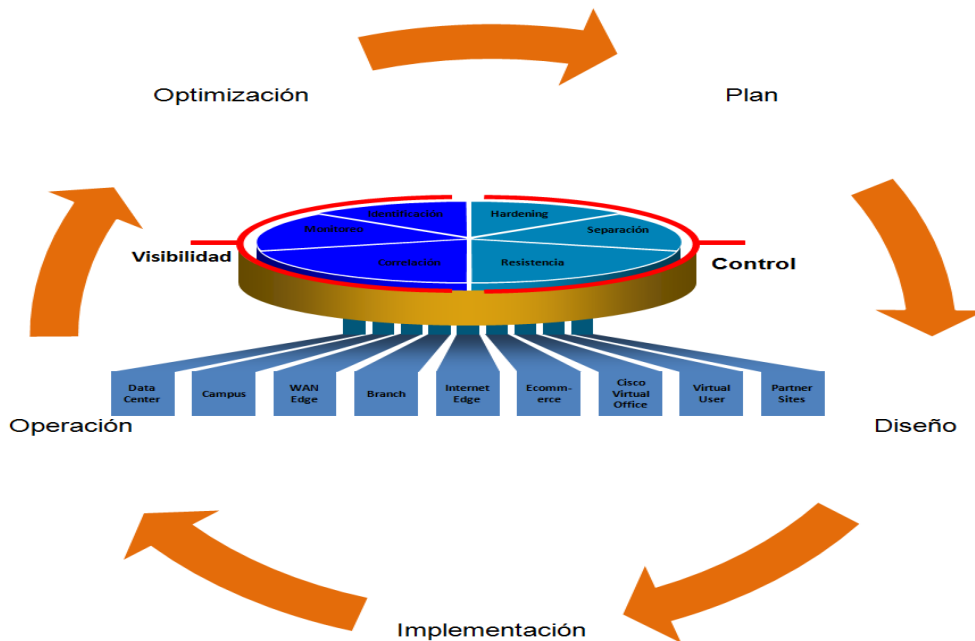 Optimización
Plan
Identificación
Hardening
Monitoreo
Separación
Visibilidad
Control
Correlación
Resistencia
Data
Center
Campus
WAN
Edge
Branch
Internet
Edge
Ecomm-
erce
Cisco
Virtual
Office
Virtual
User
Partner
Sites
Operación
Diseño
Implementación